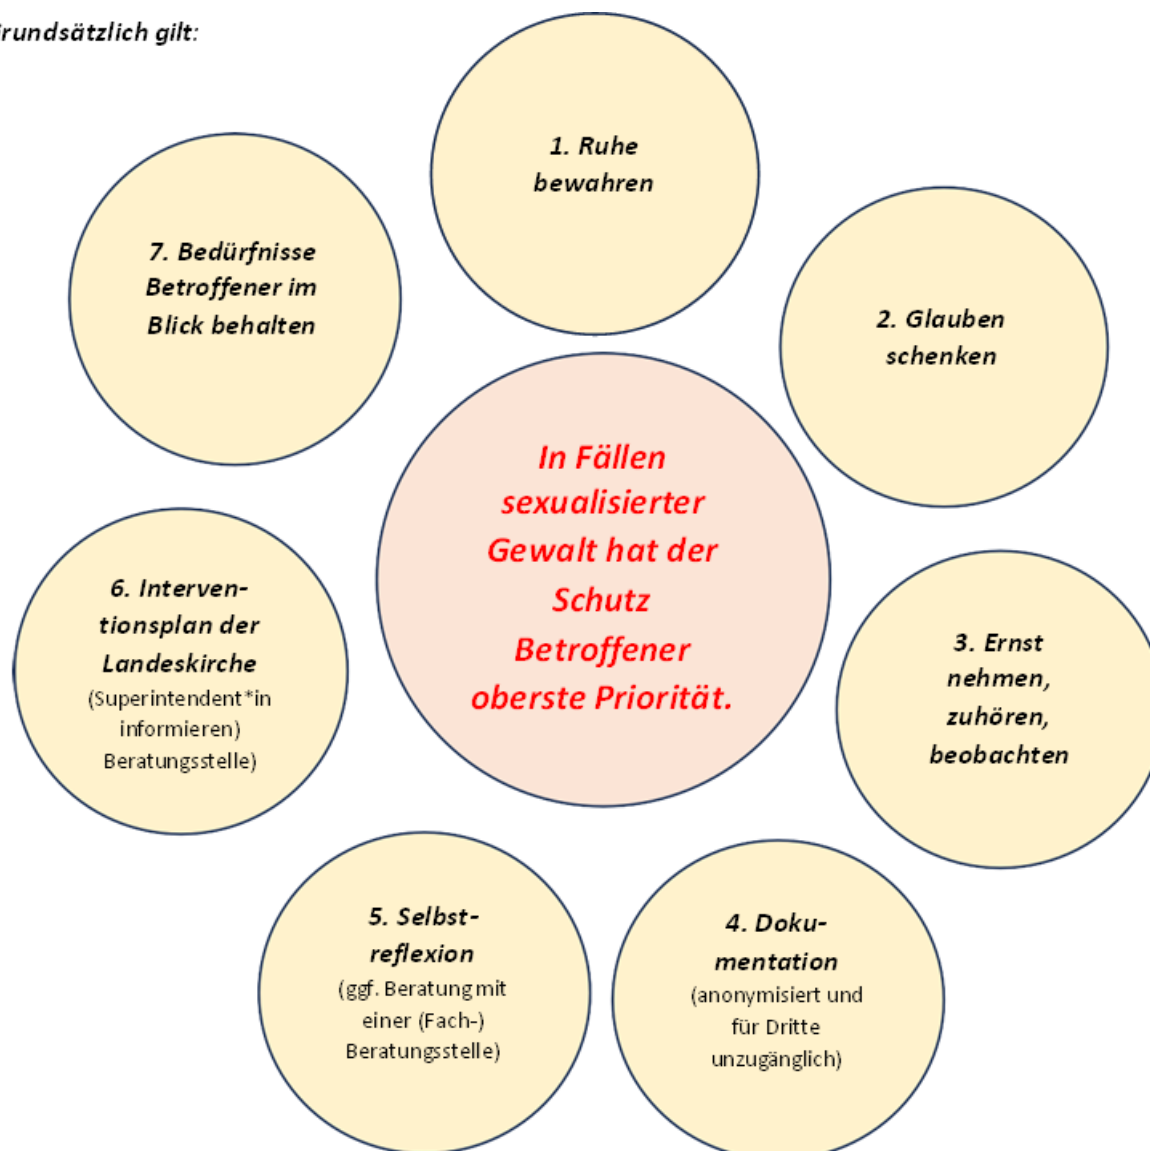 rundsätzlich gilt:
1. Ruhe
bewahren
2. Glauben
schenken
3. Ernst
nehmen,
zuhören,
beobachten
4. Doku-
mentation
(anonymisiert und
für Dritte
unzugänglich)
5. Selbst-
reflexion
(ggf. Beratung mit
einer (Fach-)
Beratungsstelle)
6. Interven-
tionsplan der
Landeskirche
(Superintendent*in
informieren)
Beratungsstelle)
7. Bedürfnisse
Betroffener im
Blick behalten
In Fällen
sexualisierter
Gewalt hat der
Schutz
Betroffener
oberste Priorität.